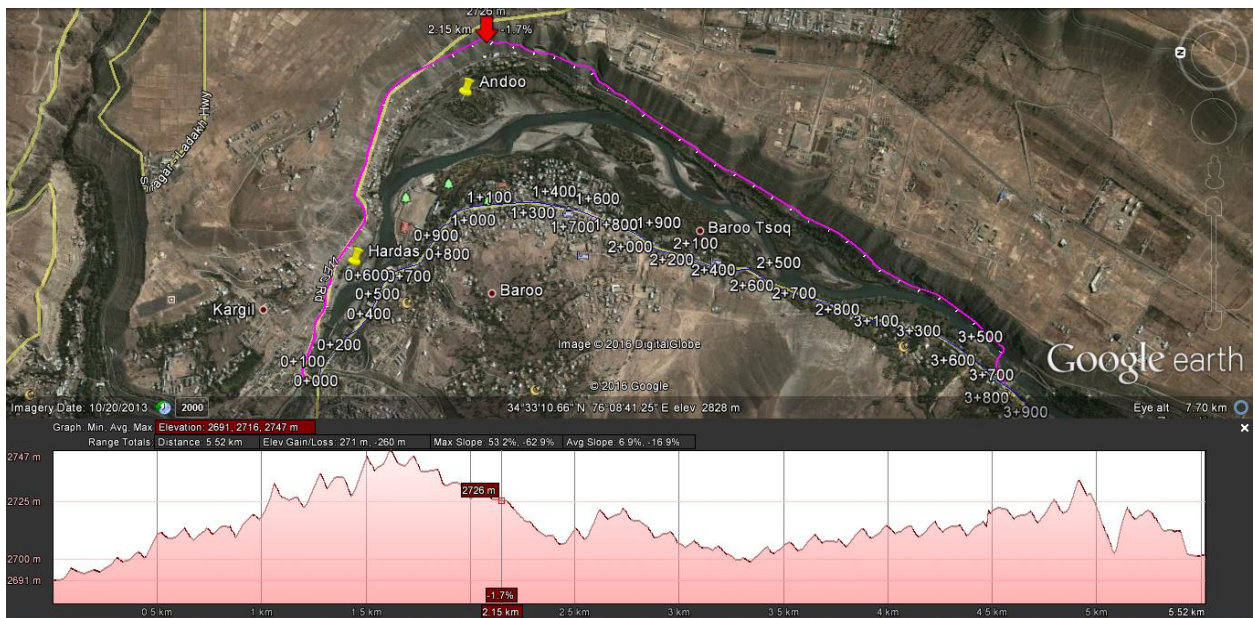 2726 m
2.15 km -1.7%
Andoo
Ladakh Hwy
1+100
1+400
1+600
1+000
1+300
1+700
1+800
1+900
Baroo Tsoq
0+900
0+800
2+000
2+100
2+200
2+400
2+500
Hardas
0+600
0+700
2+600
2+700
0+500
Baroo
0+400
2+800
3+100
3+300
3+500
Kargil
Rd
0+200
Image © 2016 DigitalGlobe
0+100
3+600
Google earth
0+000
3+700
© 2016 Google
3+800
3+900
Imagery Date: 10/20/2013 2000 34°33'10.66" N 76°08'41.25" E elev 2828 m Eye alt 7.70 km
N
Graph: Min, Avg, Max Elevation: 2691, 2716, 2747 m
Range Totals: Distance: 5.52 km Elev Gain/Loss: 271 m, -260 m Max Slope: 53.2%, -62.9% Avg Slope: 6.9%, -16.9%
2747 m
2726 m
2725 m
2700 m
2691 m
-1.7%
0.5 km 1 km 1.5 km 2.15 km 2.5 km 3 km 3.5 km 4 km 4.5 km 5 km 5.52 km